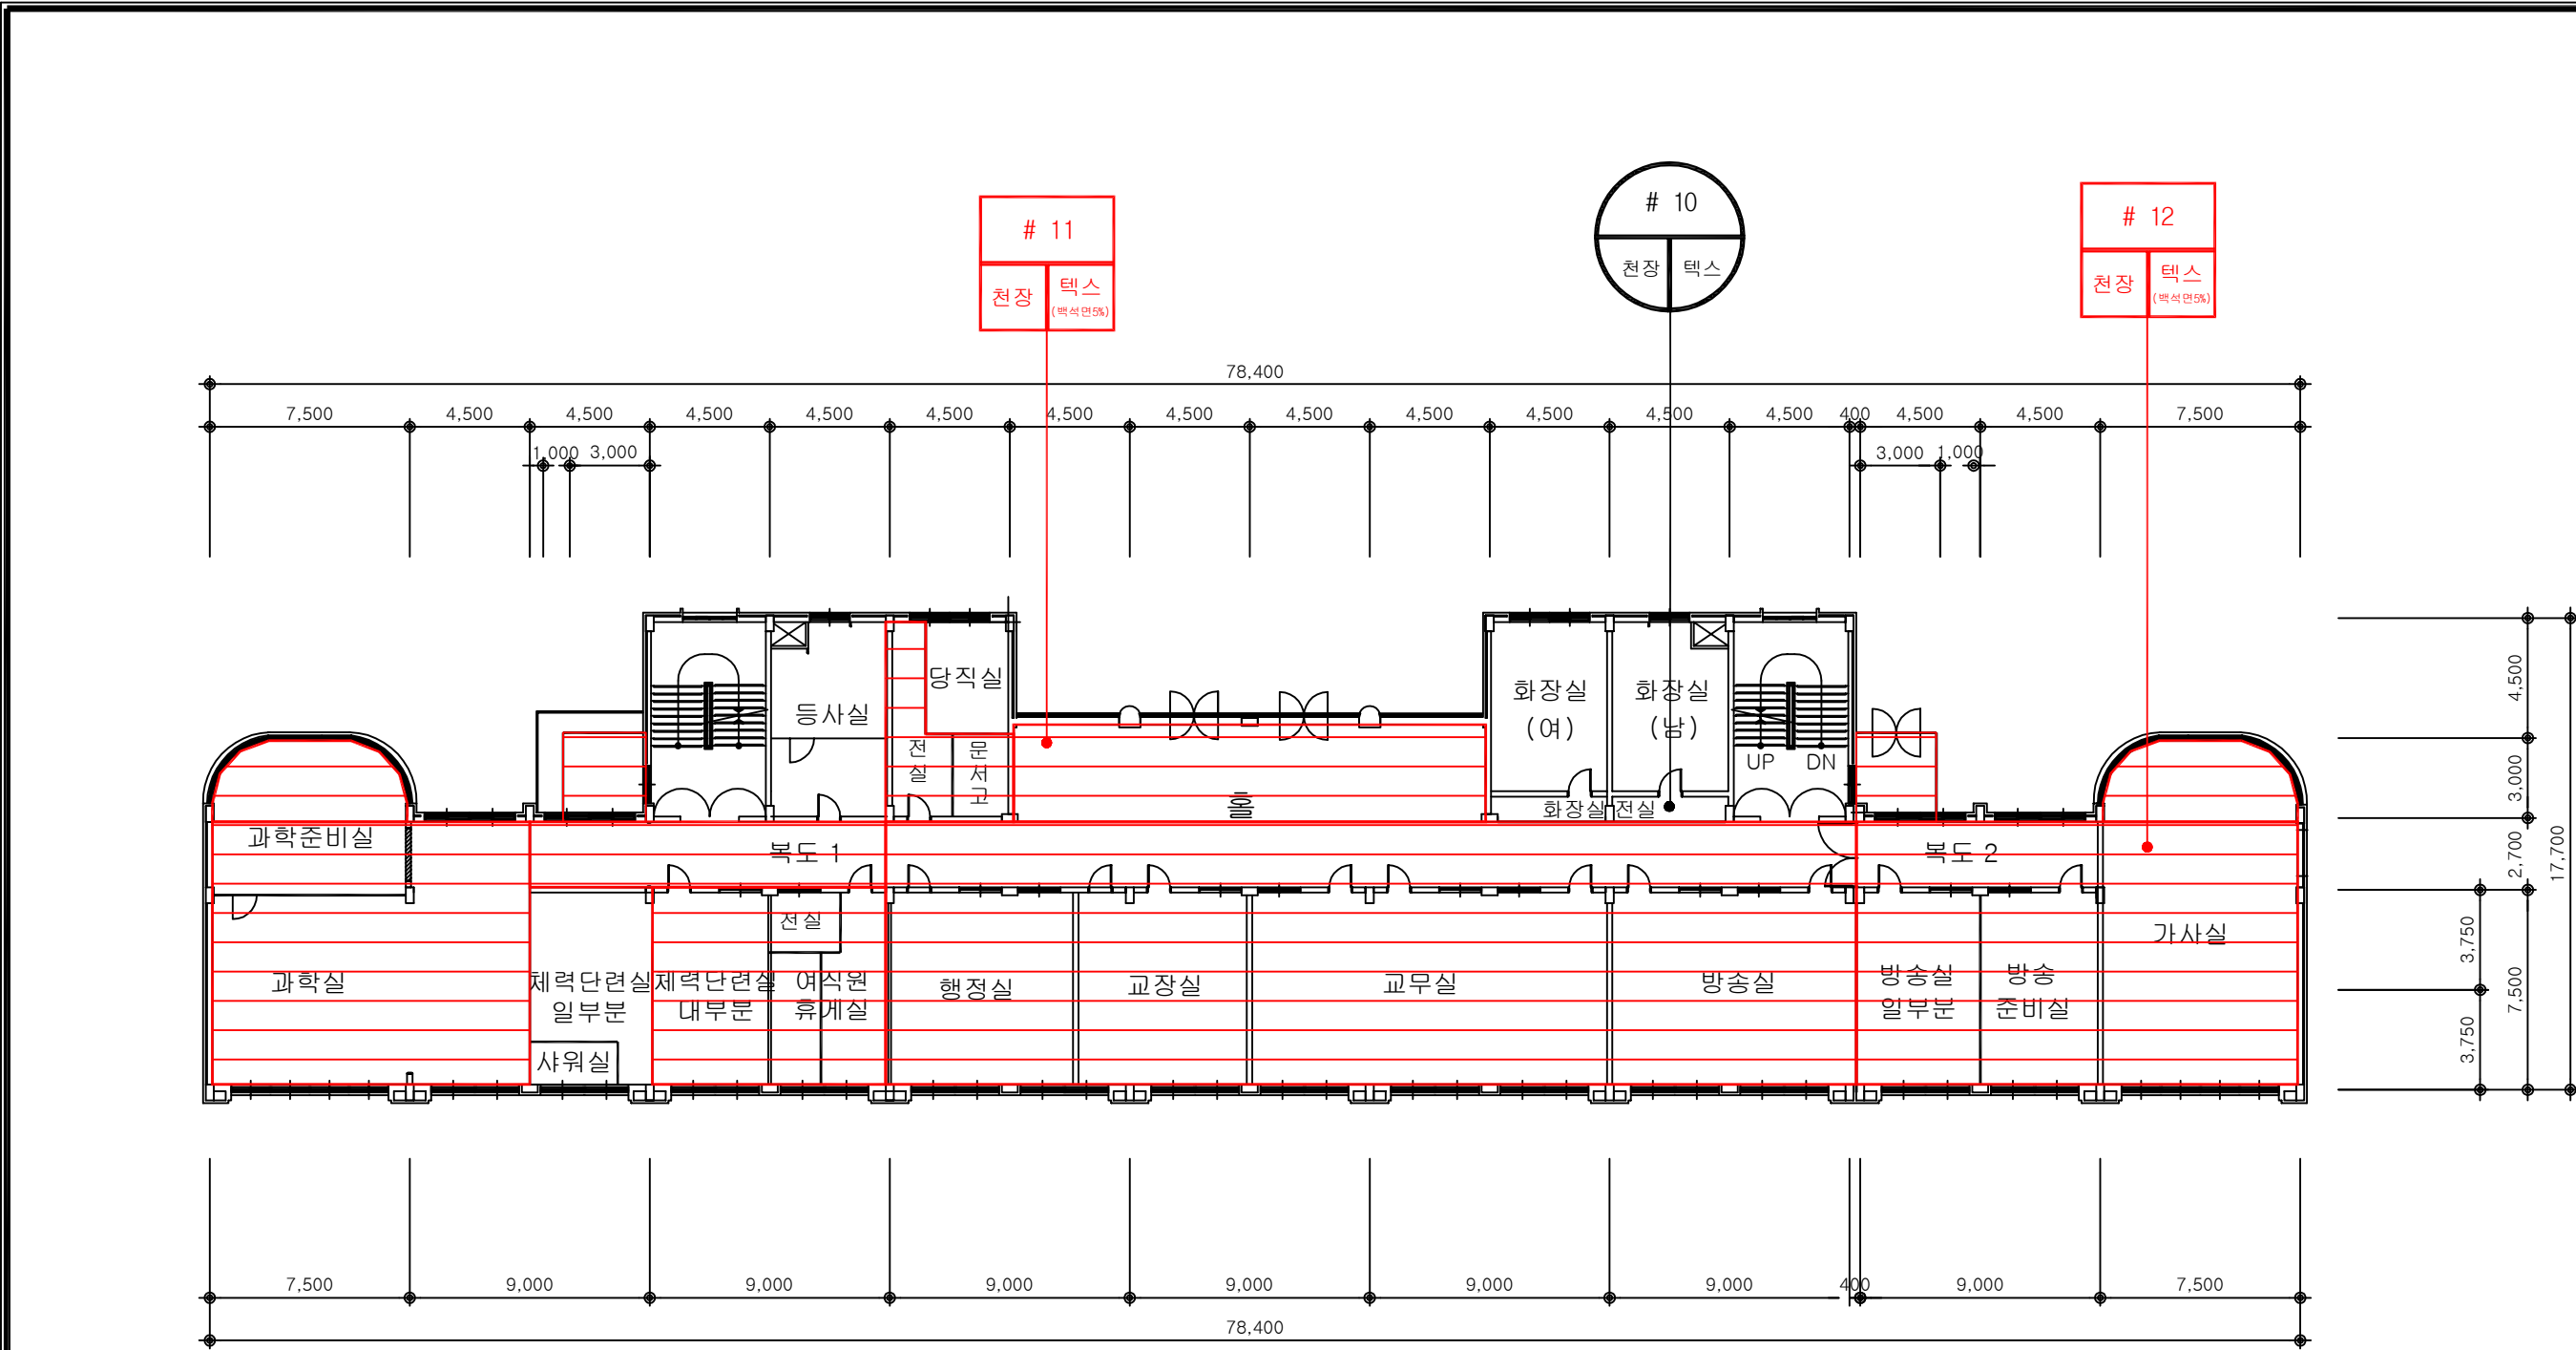 # 10
천장 텍스
# 12
천장 텍스
(백석면5%)
# 11
천장 텍스
(백석면5%)
78,400
7,500 4,500 4,500 4,500 4,500 4,500 4,500 4,500 4,500 4,500 4,500 4,500 4,500 400 4,500 4,500 7,500
1,000 3,000 3,000 1,000
당직실
등사실
화장실
(여)
화장실
(남)
UP DN
전실
문서고
홀
화장실 전실
4,500
3,000
2,700
17,700
3,750
7,500
3,750
과학준비실
복도 1
복도 2
전실
가사실
과학실
체력단련실
일부분
체력단련실
대부분
여직원
휴게실
행정실
교장실
교무실
방송실
방송실
일부분
방송
준비실
샤워실
7,500 9,000 9,000 9,000 9,000 9,000 9,000 400 9,000 7,500
78,400